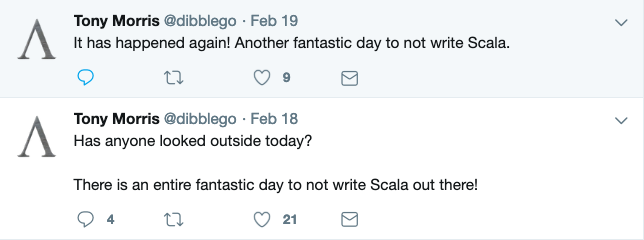 Tony Morris @dibblego · Feb 19
It has happened again! Another fantastic day to not write Scala.
9
Tony Morris @dibblego · Feb 18
Has anyone looked outside today?
There is an entire fantastic day to not write Scala out there!
4 21